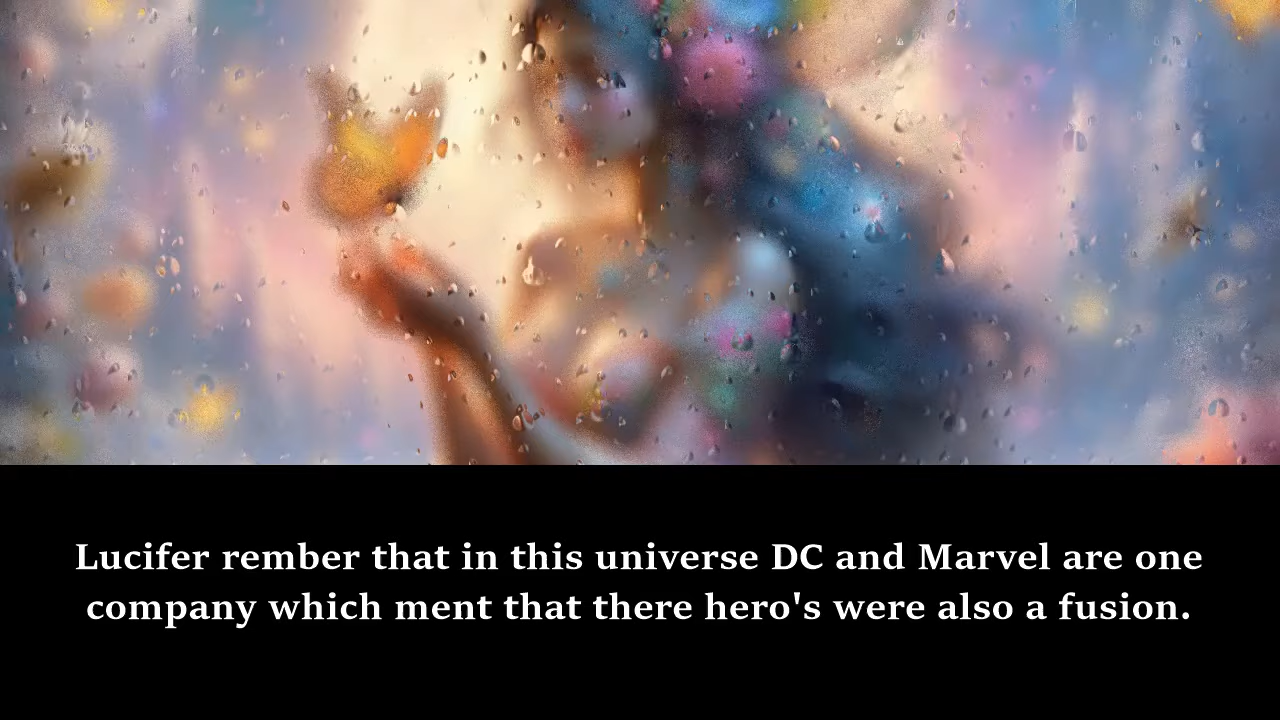 Lucifer rember that in this universe DC and Marvel are one
company which ment that there hero's were also a fusion.